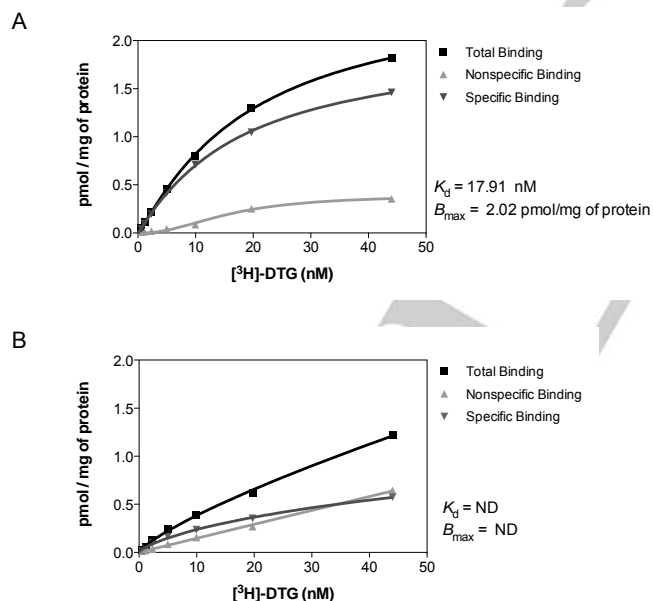 A
pmol / mg of protein
2.0
1.5
1.0
0.5
0.0
0 10 20 30 40 50
[³H]-DTG (nM)
Total Binding
Nonspecific Binding
Specific Binding
Kd = 17.91 nM
Bmax = 2.02 pmol/mg of protein
B
pmol / mg of protein
2.0
1.5
1.0
0.5
0.0
0 10 20 30 40 50
[³H]-DTG (nM)
Total Binding
Nonspecific Binding
Specific Binding
Kd = ND
Bmax = ND